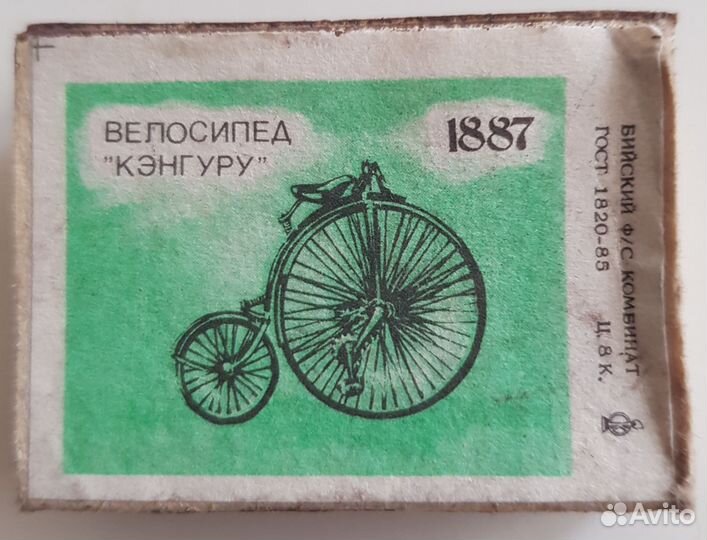 ВЕЛОСИПЕД
"КЭНГУРУ"
1887
БИЙСКИЙ Ф/С КОМБИНАТ
ГОСТ 1820-85 Ц. 8 К.
Avito